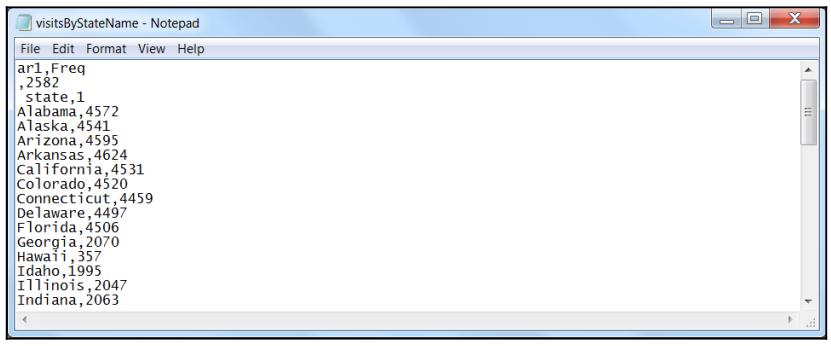 visitsByStateName - Notepad
File Edit Format View Help
ar1,Freq
,2582
 state,1
Alabama,4572
Alaska,4541
Arizona,4595
Arkansas,4624
California,4531
Colorado,4520
Connecticut,4459
Delaware,4497
Florida,4506
Georgia,2070
Hawaii,357
Idaho,1995
Illinois,2047
Indiana,2063